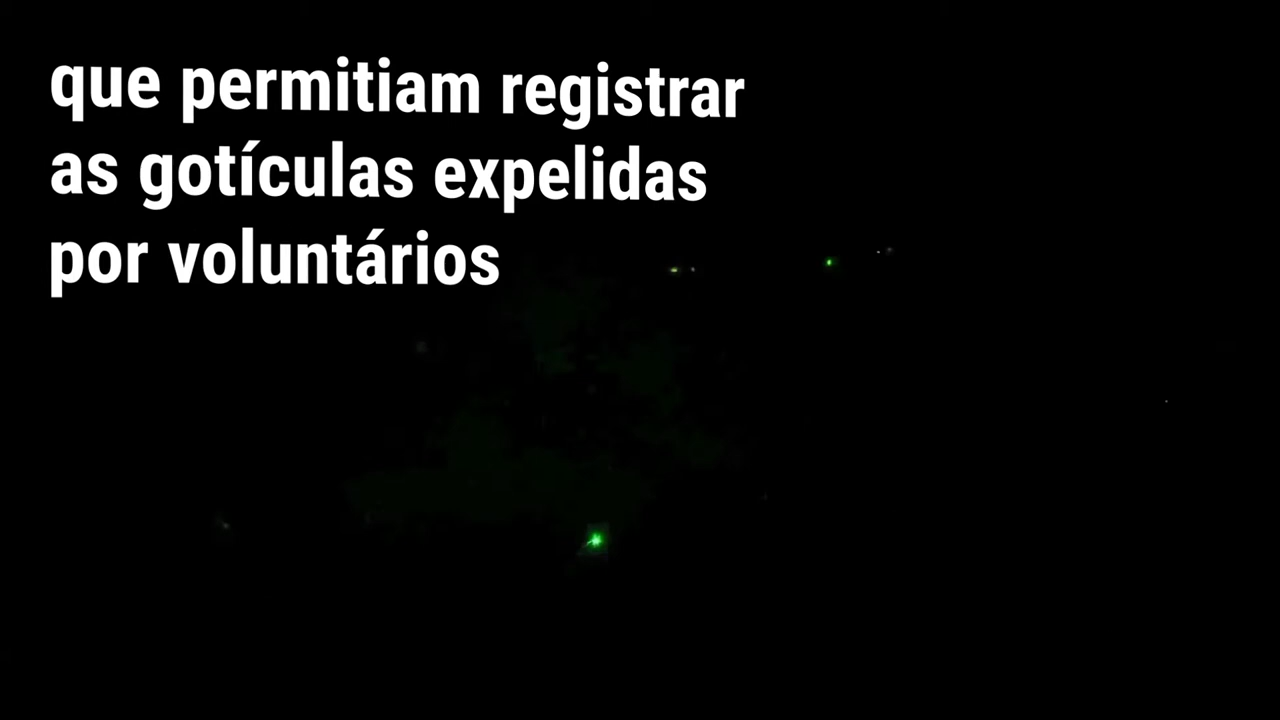 que permitiam registrar
as gotículas expelidas
por voluntários